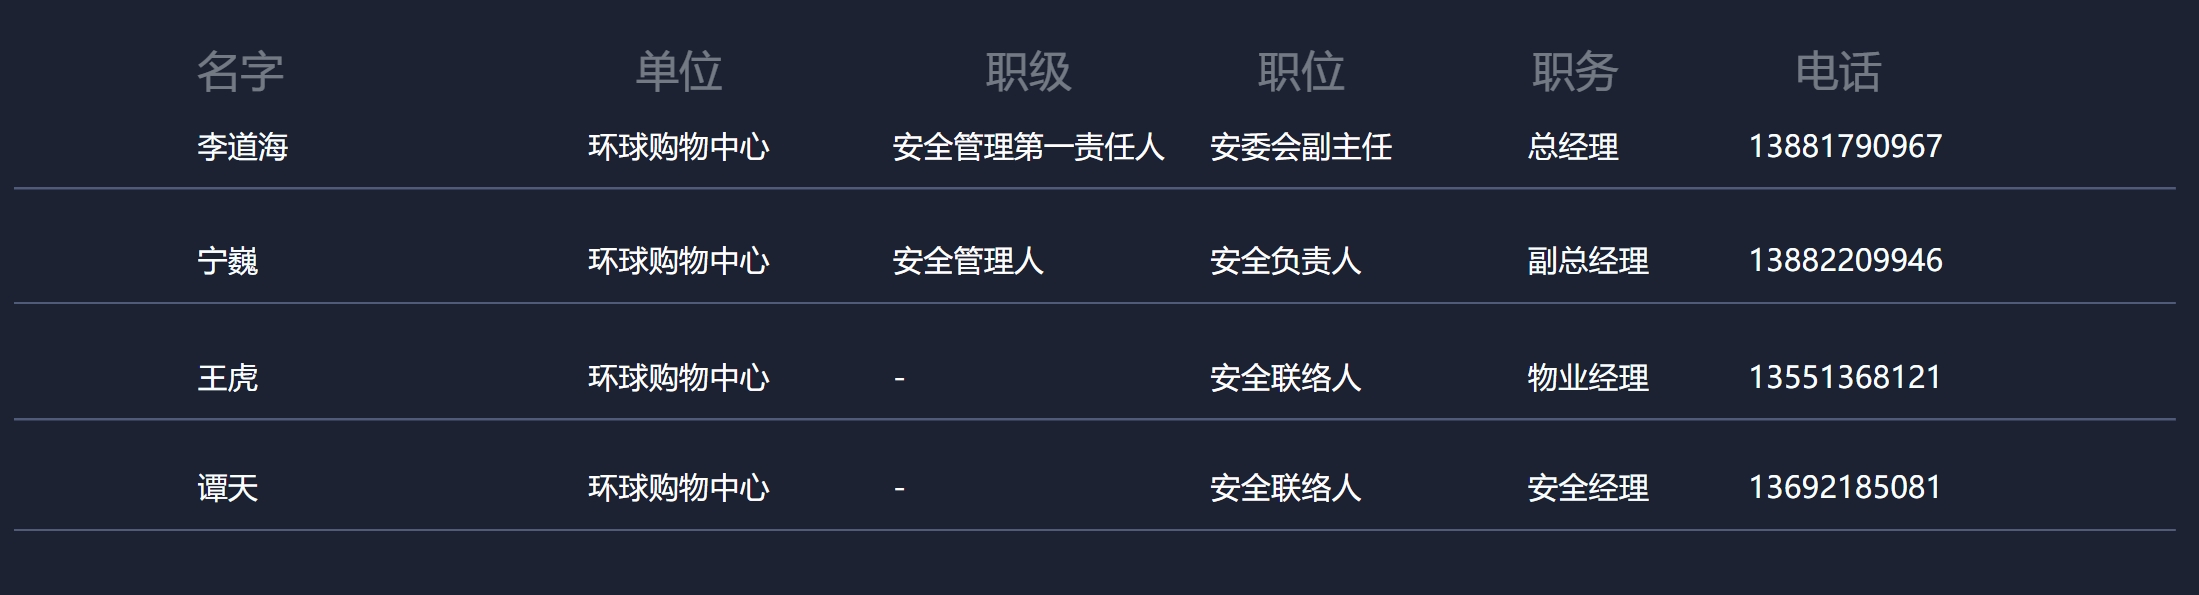 名字 单位 职级 职位 职务 电话
李道海 环球购物中心 安全管理第一责任人 安委会副主任 总经理 13881790967
宁巍 环球购物中心 安全管理人 安全负责人 副总经理 13882209946
王虎 环球购物中心 - 安全联络人 物业经理 13551368121
谭天 环球购物中心 - 安全联络人 安全经理 13692185081